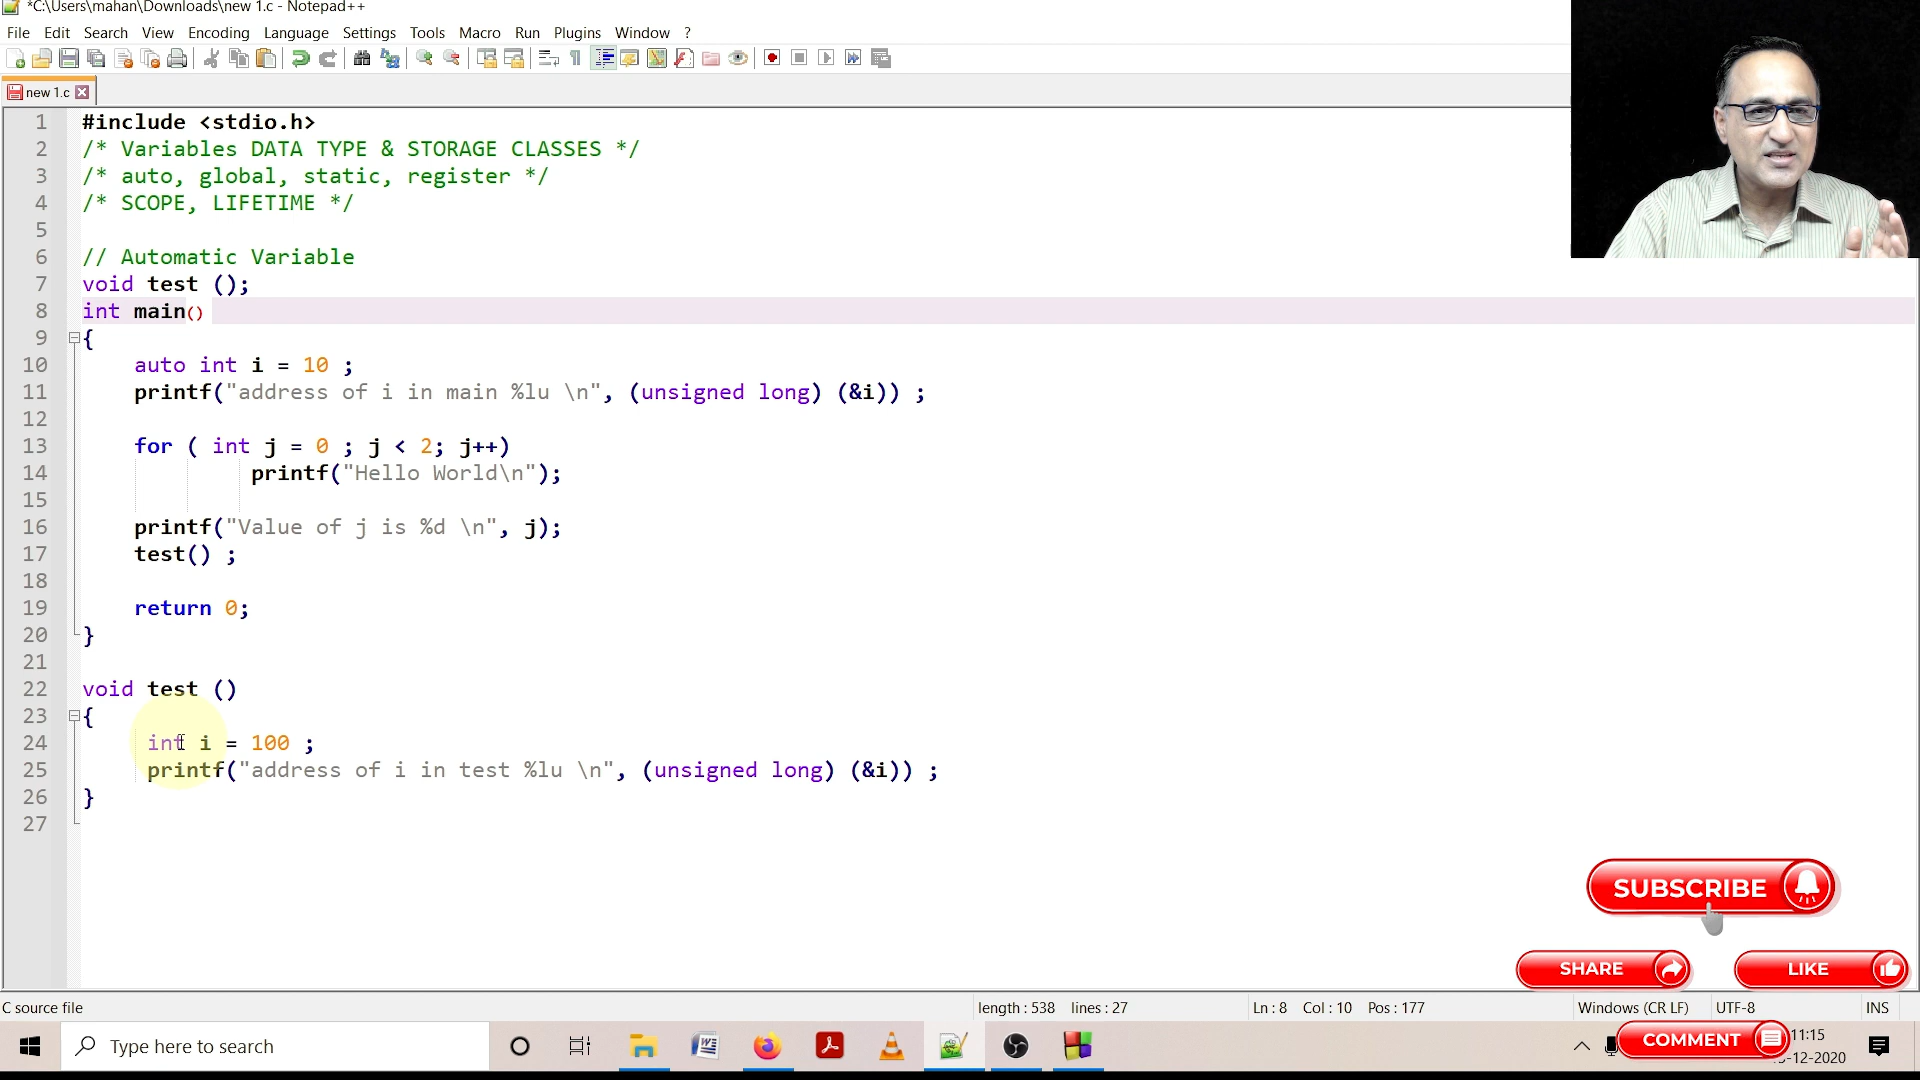 *C:\Users\mahan\Downloads\new 1.c - Notepad++
File Edit Search View Encoding Language Settings Tools Macro Run Plugins Window ?
new 1.c
1 #include <stdio.h>
2 /* Variables DATA TYPE & STORAGE CLASSES */
3 /* auto, global, static, register */
4 /* SCOPE, LIFETIME */
5
6 // Automatic Variable
7 void test ();
8 int main()
9 {
10 auto int i = 10 ;
11 printf("address of i in main %lu \n", (unsigned long) (&i)) ;
12
13 for ( int j = 0 ; j < 2; j++)
14 printf("Hello World\n");
15
16 printf("Value of j is %d \n", j);
17 test() ;
18
19 return 0;
20 }
21
22 void test ()
23 {
24 int i = 100 ;
25 printf("address of i in test %lu \n", (unsigned long) (&i)) ;
26 }
27
SUBSCRIBE
SHARE LIKE
C source file length : 538 lines : 27 Ln : 8 Col : 10 Pos : 177 Windows (CR LF) UTF-8 INS
Type here to search
COMMENT
11:15
-12-2020